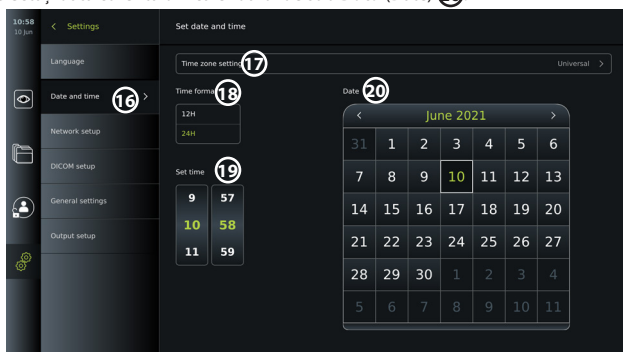 10:58
10 Jun
Settings
Set date and time
Language
Time zone setting 17
Universal
Date and time 16
Time format 18
Date 20
12H
24H
June 2021
Network setup
31 1 2 3 4 5 6
DICOM setup
Set time 19
7 8 9 10 11 12 13
General settings
9 57
14 15 16 17 18 19 20
10 58
Output setup
21 22 23 24 25 26 27
11 59
28 29 30 1 2 3 4
5 6 7 8 9 10 11